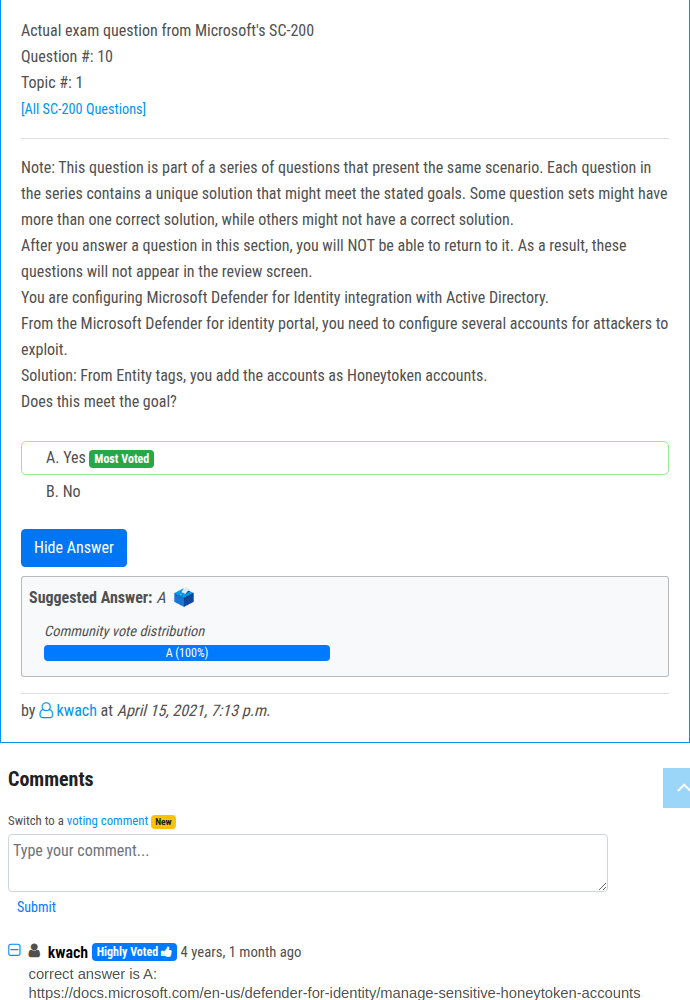 Actual exam question from Microsoft's SC-200
Question #: 10
Topic #: 1
[All SC-200 Questions]
Note: This question is part of a series of questions that present the same scenario. Each question in
the series contains a unique solution that might meet the stated goals. Some question sets might have
more than one correct solution, while others might not have a correct solution.
After you answer a question in this section, you will NOT be able to return to it. As a result, these
questions will not appear in the review screen.
You are configuring Microsoft Defender for Identity integration with Active Directory.
From the Microsoft Defender for identity portal, you need to configure several accounts for attackers to
exploit.
Solution: From Entity tags, you add the accounts as Honeytoken accounts.
Does this meet the goal?
A. Yes Most Voted
B. No
Hide Answer
Suggested Answer: A
Community vote distribution
A (100%)
by kwach at April 15, 2021, 7:13 p.m.
Comments
Switch to a voting comment New
Type your comment...
Submit
kwach Highly Voted 4 years, 1 month ago
correct answer is A:
https://docs.microsoft.com/en-us/defender-for-identity/manage-sensitive-honeytoken-accounts